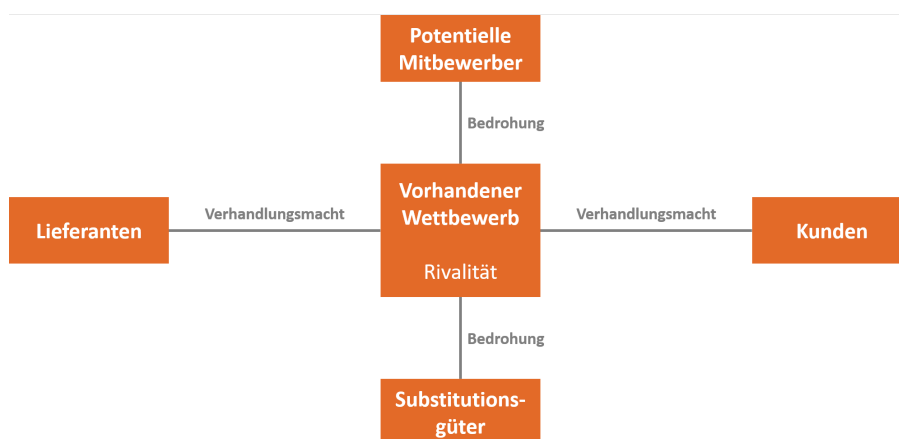 Potentielle
Mitbewerber
Bedrohung
Vorhandener
Wettbewerb
Rivalität
Lieferanten
Verhandlungsmacht
Verhandlungsmacht
Kunden
Bedrohung
Substitutions-
güter